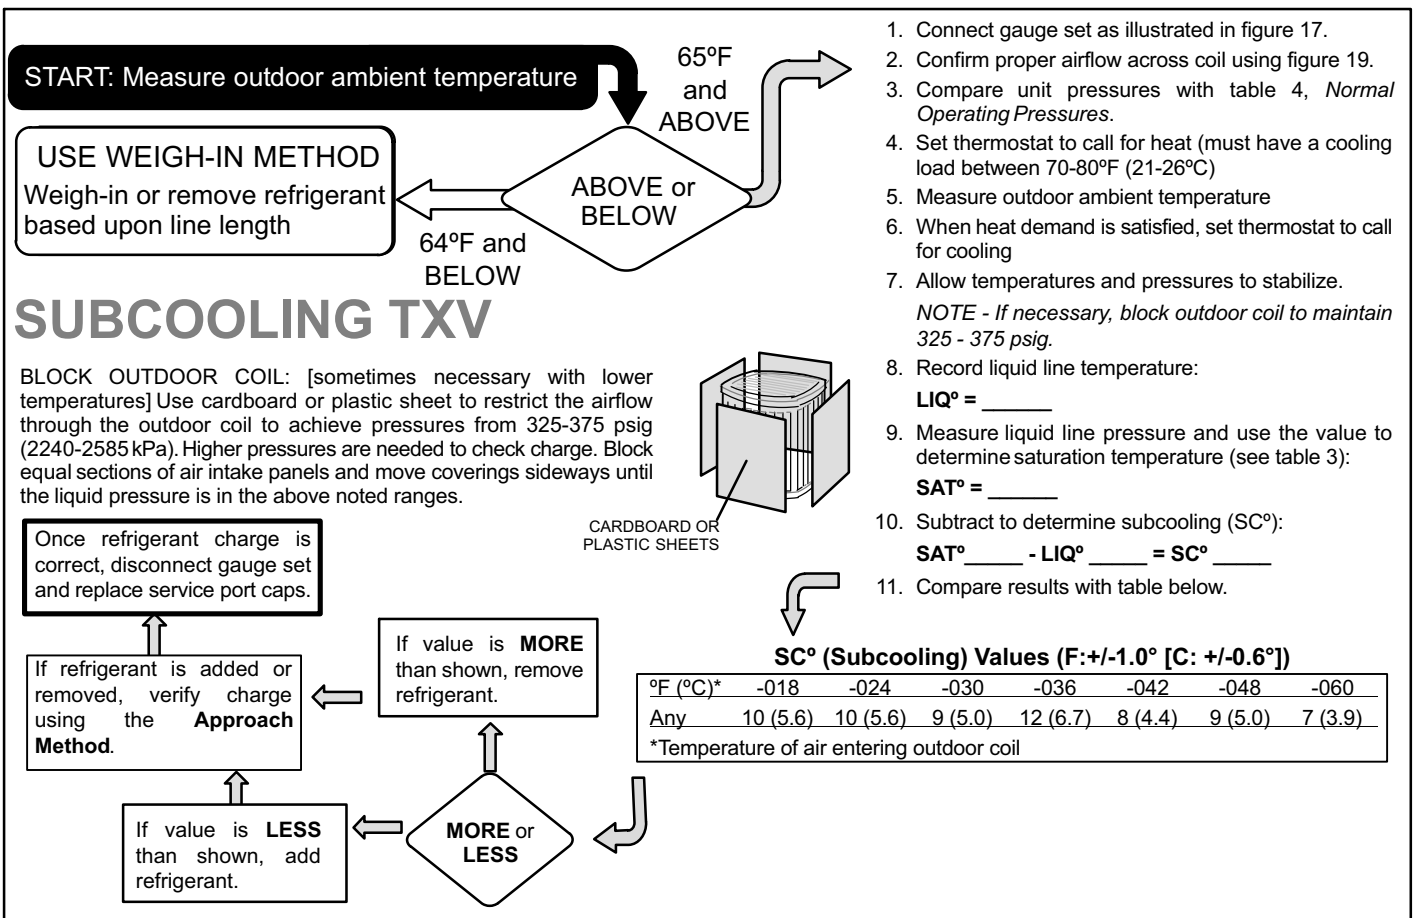 START: Measure outdoor ambient temperature
65ºF
and
ABOVE
USE WEIGH-IN METHOD
Weigh-in or remove refrigerant
based upon line length
ABOVE or
BELOW
64ºF and
BELOW
1. Connect gauge set as illustrated in figure 17.
2. Confirm proper airflow across coil using figure 19.
3. Compare unit pressures with table 4, Normal
Operating Pressures.
4. Set thermostat to call for heat (must have a cooling
load between 70-80ºF (21-26ºC)
5. Measure outdoor ambient temperature
6. When heat demand is satisfied, set thermostat to call
for cooling
7. Allow temperatures and pressures to stabilize.
NOTE - If necessary, block outdoor coil to maintain
325 - 375 psig.
8. Record liquid line temperature:
LIQº = ______
9. Measure liquid line pressure and use the value to
determine saturation temperature (see table 3):
SATº = ______
10. Subtract to determine subcooling (SCº):
SATº_____ - LIQº _____ = SCº _____
11. Compare results with table below.
SUBCOOLING TXV
BLOCK OUTDOOR COIL: [sometimes necessary with lower
temperatures] Use cardboard or plastic sheet to restrict the airflow
through the outdoor coil to achieve pressures from 325-375 psig
(2240-2585 kPa). Higher pressures are needed to check charge. Block
equal sections of air intake panels and move coverings sideways until
the liquid pressure is in the above noted ranges.
CARDBOARD OR
PLASTIC SHEETS
Once refrigerant charge is
correct, disconnect gauge set
and replace service port caps.
If refrigerant is added or
removed, verify charge
using the Approach
Method.
If value is MORE
than shown, remove
refrigerant.
If value is LESS
than shown, add
refrigerant.
MORE or
LESS
SCº (Subcooling) Values (F:+/-1.0° [C: +/-0.6°])
ºF (ºC)* -018 -024 -030 -036 -042 -048 -060
Any 10 (5.6) 10 (5.6) 9 (5.0) 12 (6.7) 8 (4.4) 9 (5.0) 7 (3.9)
*Temperature of air entering outdoor coil